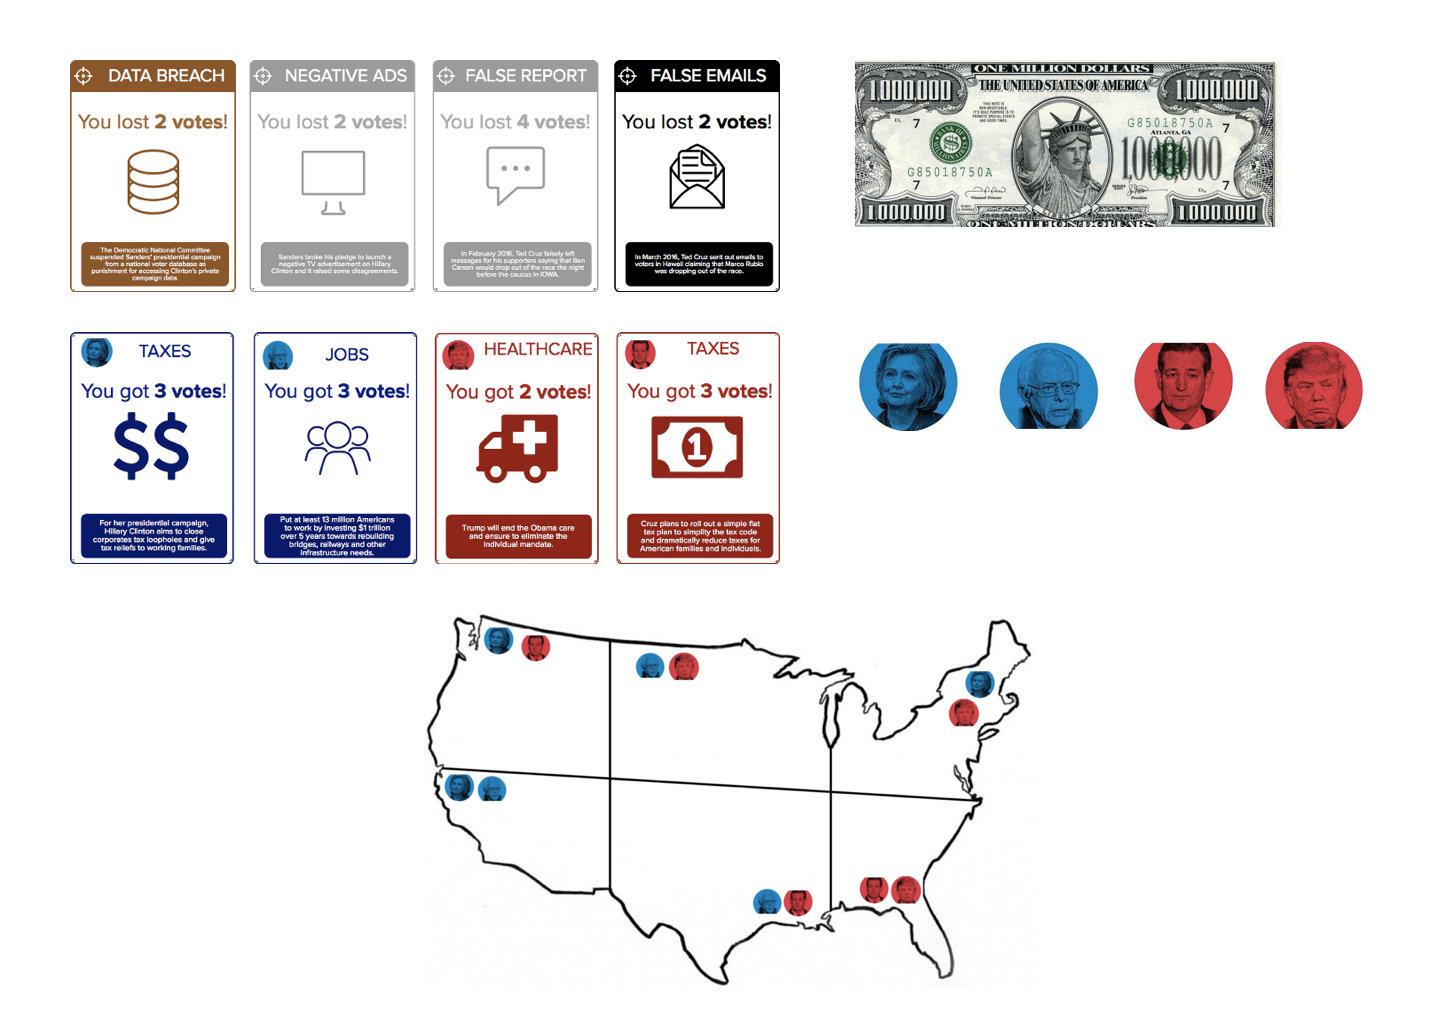 DATA BREACH
You lost 2 votes!
The Democratic National Committee
suspended Sanders' presidential campaign
from a national voter database as
punishment for accessing Clinton's private
campaign data.
NEGATIVE ADS
You lost 2 votes!
Sanders broke his pledge to launch a
negative TV advertisement on Hillary
Clinton and it raised some disagreements.
FALSE REPORT
You lost 4 votes!
In February 2016, Ted Cruz falsely left
messages for his supporters saying that Ben
Carson would drop out of the race the night
before the caucus in IOWA.
FALSE EMAILS
You lost 2 votes!
In March 2016, Ted Cruz sent out emails to
voters in Hawaii claiming that Marco Rubio
was dropping out of the race.
ONE MILLION DOLLARS
1,000,000
THE UNITED STATES OF AMERICA
1,000,000
THIS NOTE IS
NON-NEGOTIABLE
7
G85018750A
ATLANTA, GA
7
BANK OF
G85018750A
1000,000
7
7
National Director
SERIES
President
1,000,000
1,000,000
ONE MILLION DOLLARS
TAXES
You got 3 votes!
$$
For her presidential campaign,
Hillary Clinton aims to close
corporates tax loopholes and give
tax reliefs to working families.
JOBS
You got 3 votes!
Put at least 13 million Americans
to work by investing $1 trillion
over 5 years towards rebuilding
bridges, railways and other
infrastructure needs.
HEALTHCARE
You got 2 votes!
Trump will end the Obama care
and ensure to eliminate the
individual mandate.
TAXES
You got 3 votes!
1
Cruz plans to roll out a simple flat
tax plan to simplify the tax code
and dramatically reduce taxes for
American families and individuals.